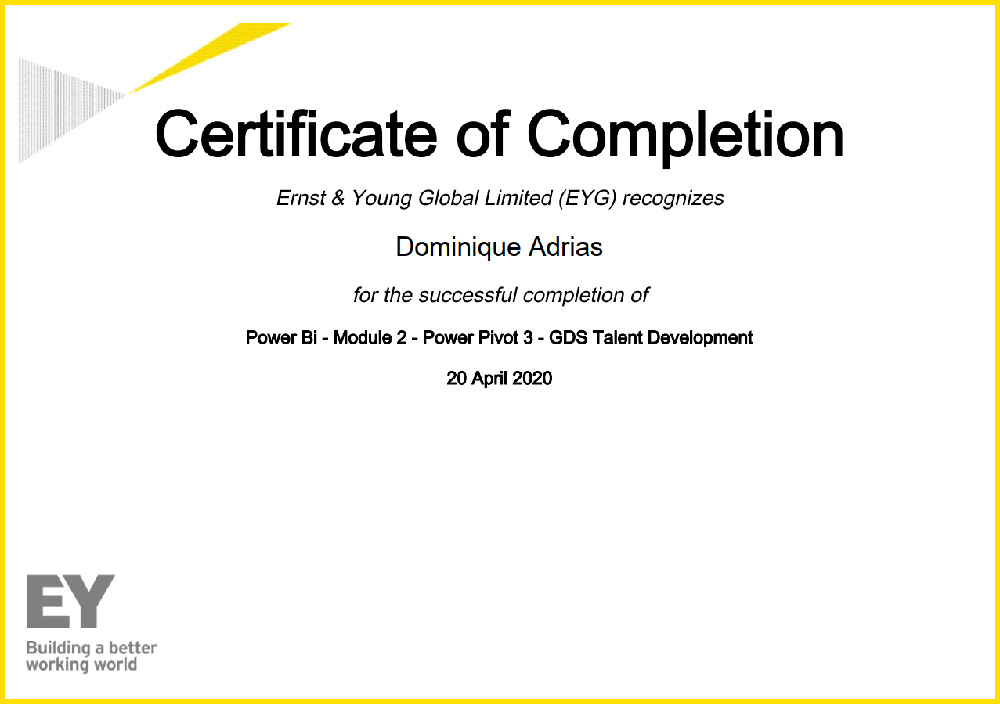 Certificate of Completion
Ernst & Young Global Limited (EYG) recognizes
Dominique Adrias
for the successful completion of
Power Bi - Module 2 - Power Pivot 3 - GDS Talent Development
20 April 2020
EY
Building a better
working world